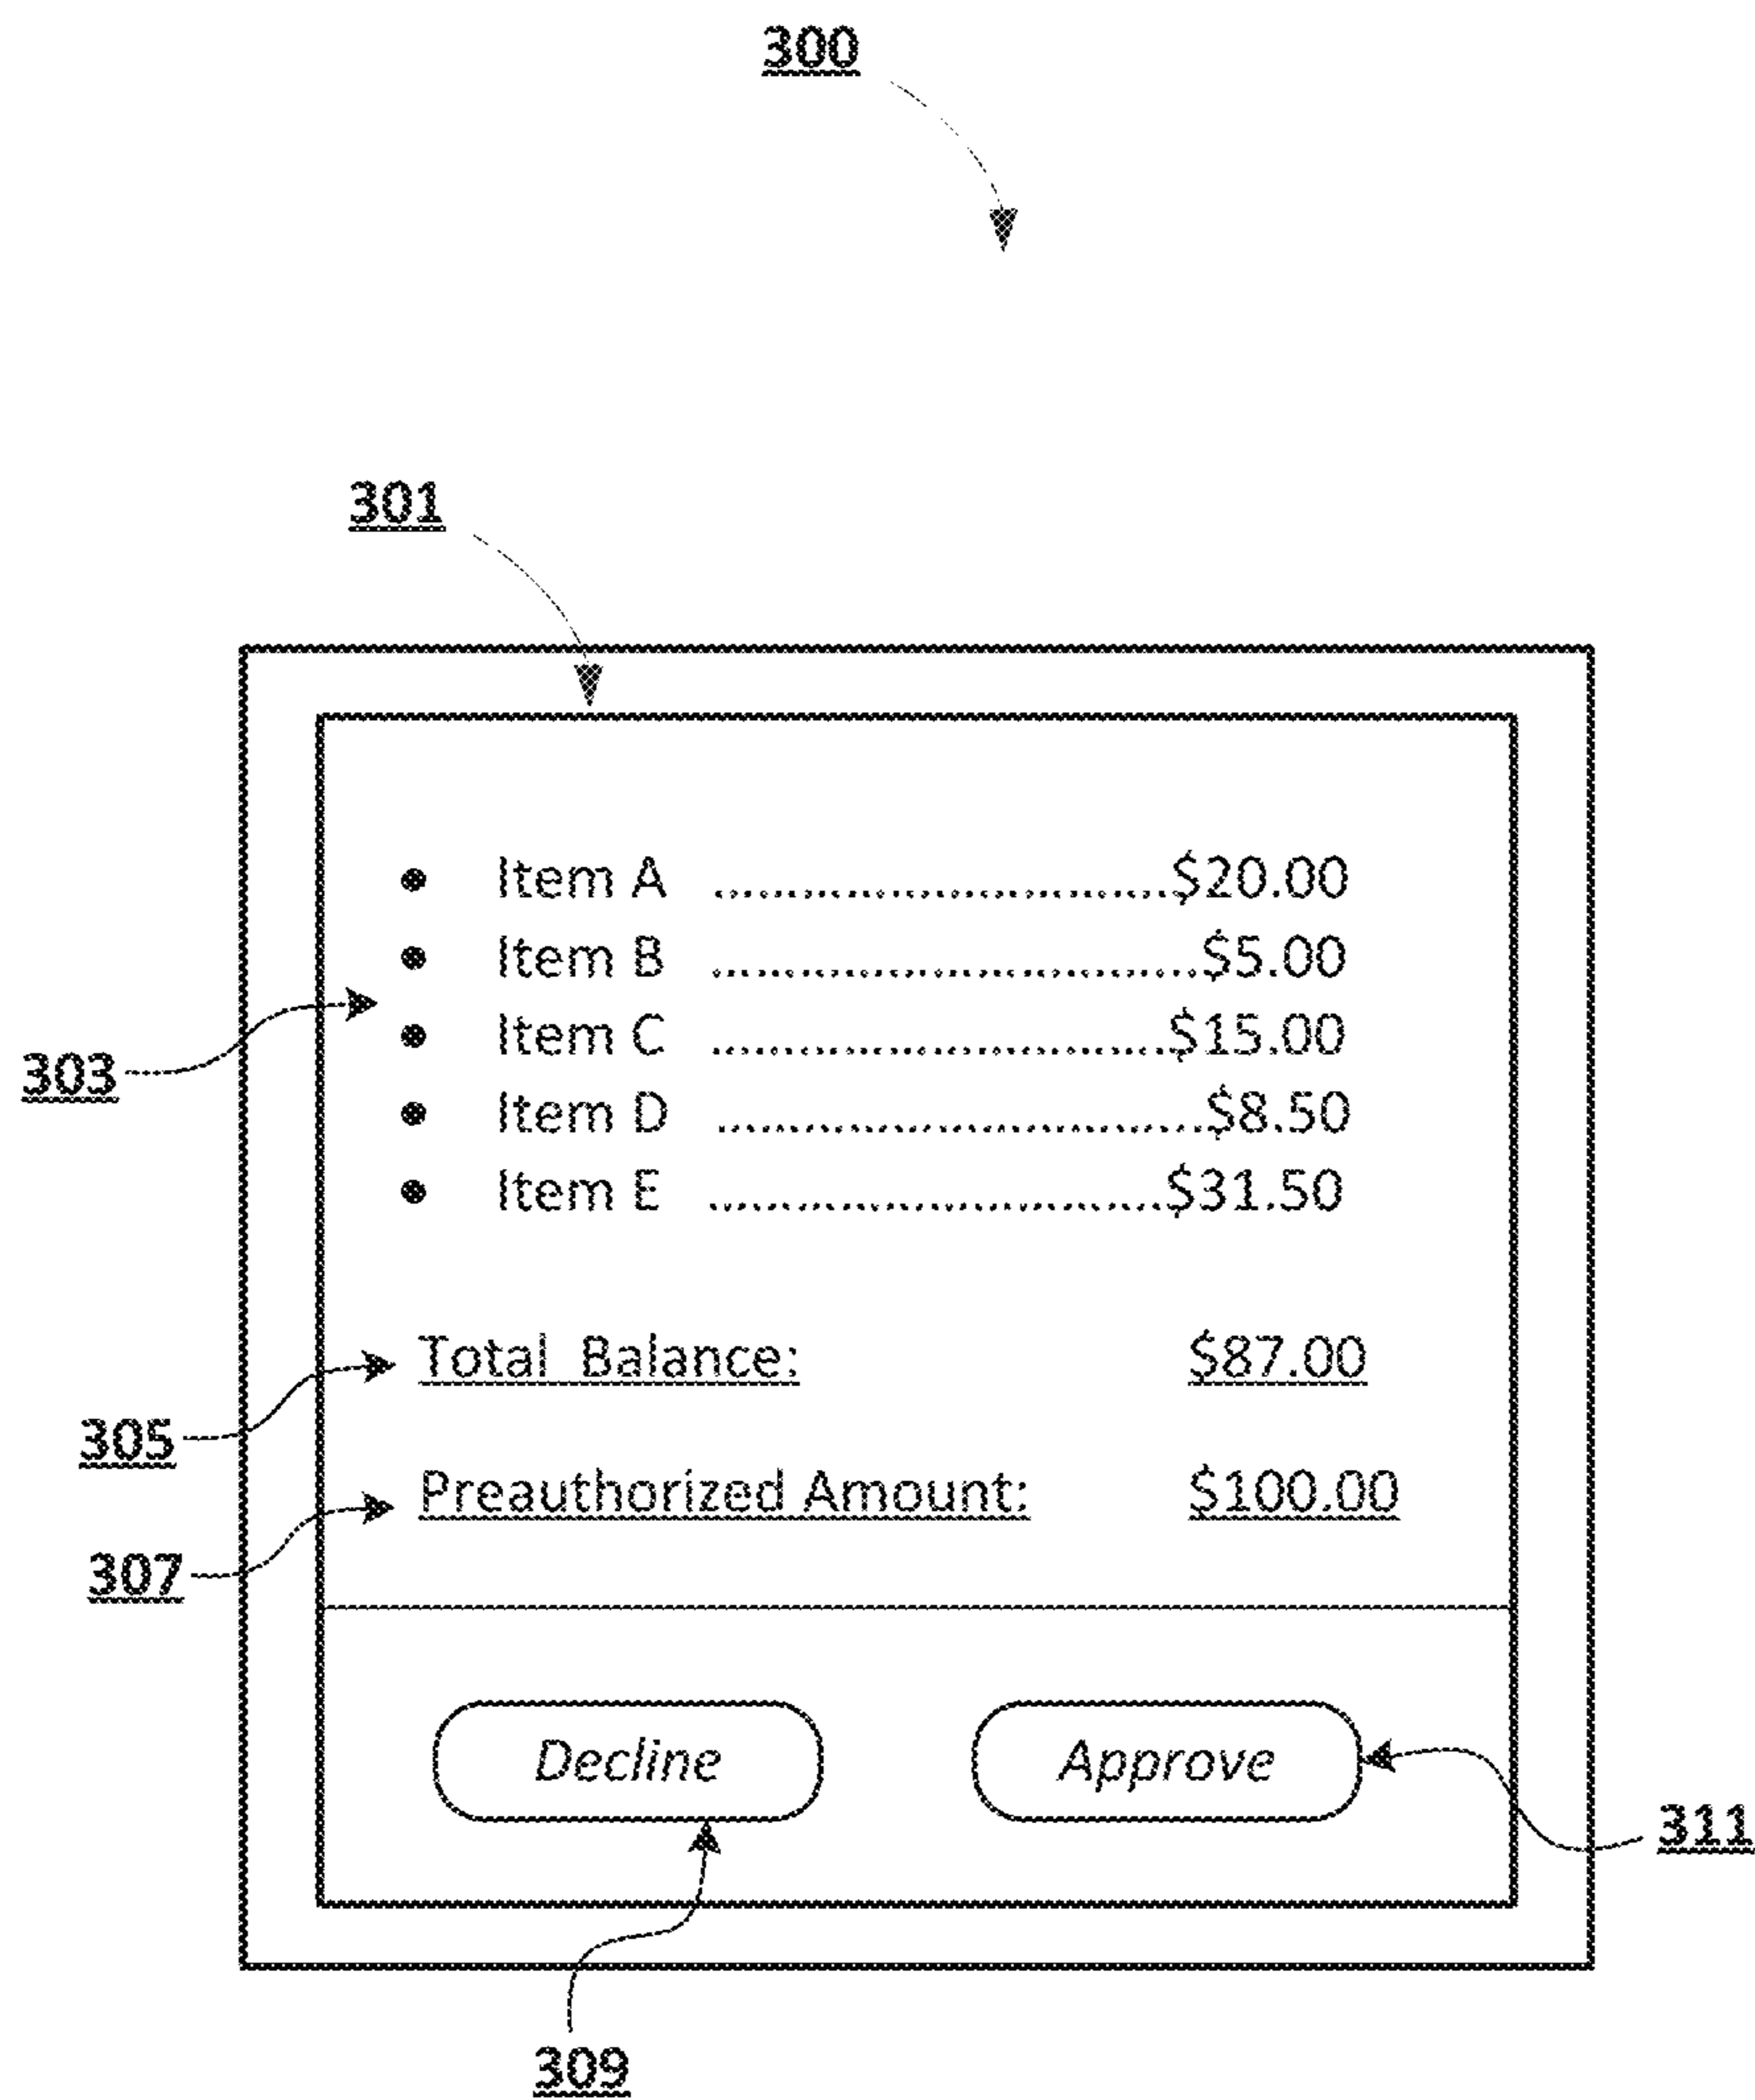 300
301
• Item A ...............................$20.00
• Item B .................................$5.00
303
• Item C ...............................$15.00
• Item D .................................$8.50
• Item E ...............................$31.50
Total Balance: $87.00
305
Preauthorized Amount: $100.00
307
Decline Approve
311
309